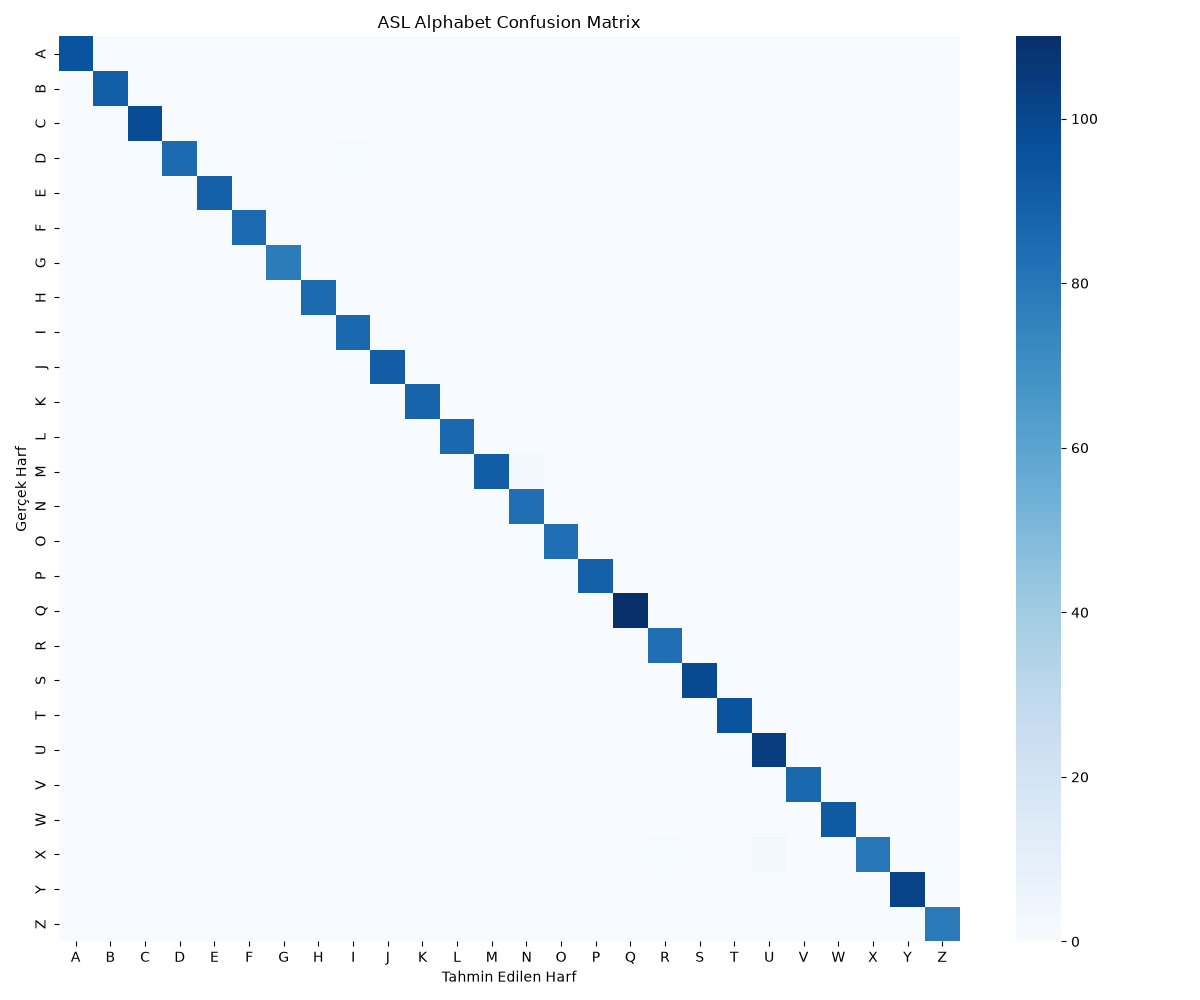 ASL Alphabet Confusion Matrix
Gerçek Harf
A
B
C
D
E
F
G
H
I
J
K
L
M
N
O
P
Q
R
S
T
U
V
W
X
Y
Z
A B C D E F G H I J K L M N O P Q R S T U V W X Y Z
Tahmin Edilen Harf
100
80
60
40
20
0